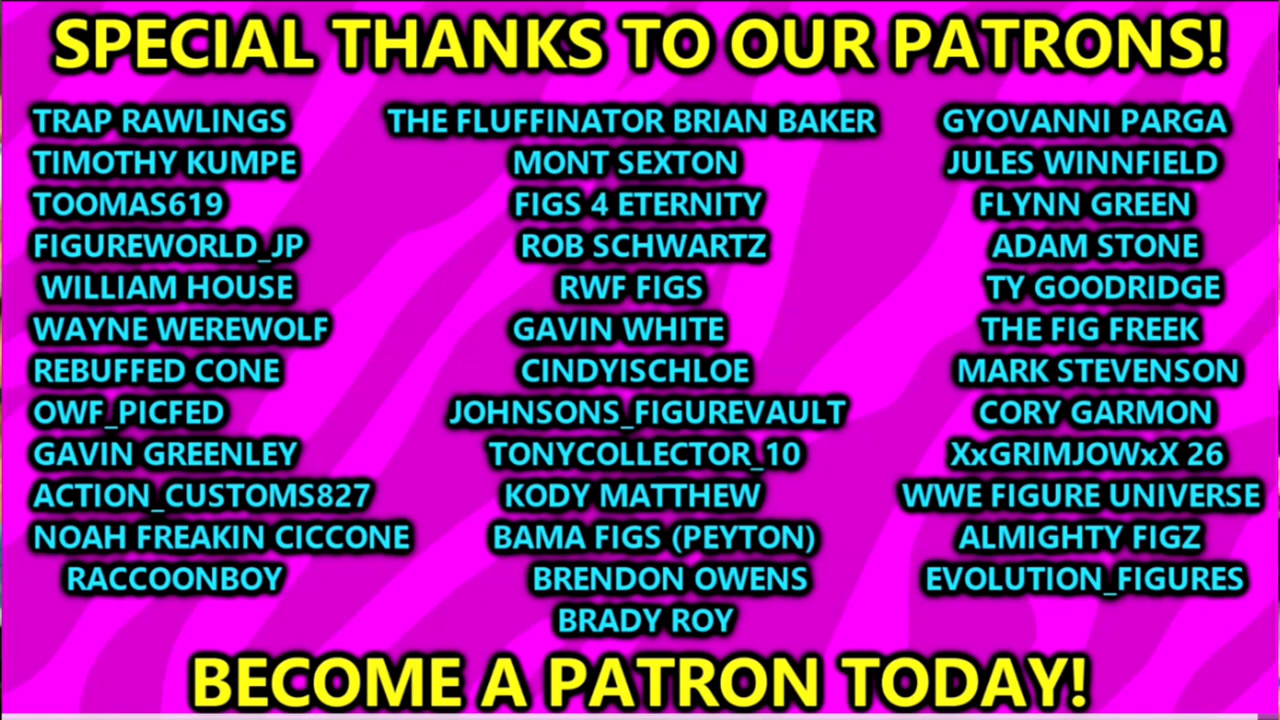 SPECIAL THANKS TO OUR PATRONS!
TRAP RAWLINGS
TIMOTHY KUMPE
TOOMAS619
FIGUREWORLD_JP
WILLIAM HOUSE
WAYNE WEREWOLF
REBUFFED CONE
OWF_PICFED
GAVIN GREENLEY
ACTION_CUSTOMS827
NOAH FREAKIN CICCONE
RACCOONBOY
THE FLUFFINATOR BRIAN BAKER
MONT SEXTON
FIGS 4 ETERNITY
ROB SCHWARTZ
RWF FIGS
GAVIN WHITE
CINDYISCHLOE
JOHNSONS_FIGUREVAULT
TONYCOLLECTOR_10
KODY MATTHEW
BAMA FIGS (PEYTON)
BRENDON OWENS
BRADY ROY
GYOVANNI PARGA
JULES WINNFIELD
FLYNN GREEN
ADAM STONE
TY GOODRIDGE
THE FIG FREEK
MARK STEVENSON
CORY GARMON
XxGRIMJOWxX 26
WWE FIGURE UNIVERSE
ALMIGHTY FIGZ
EVOLUTION_FIGURES
BECOME A PATRON TODAY!